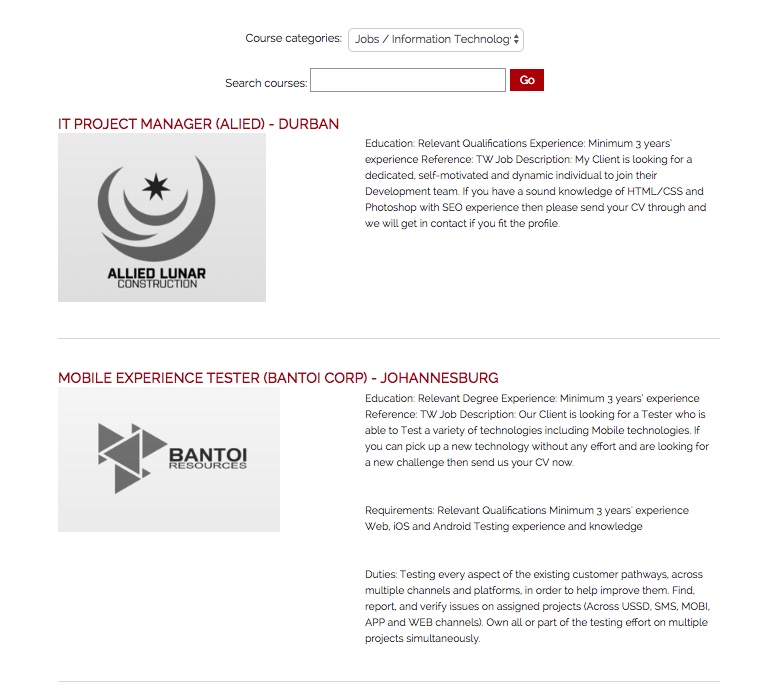 Course categories: Jobs / Information Technolog
Search courses: Go
IT PROJECT MANAGER (ALIED) - DURBAN
ALLIED LUNAR
CONSTRUCTION
Education: Relevant Qualifications Experience: Minimum 3 years'
experience Reference: TW Job Description: My Client is looking for a
dedicated, self-motivated and dynamic individual to join their
Development team. If you have a sound knowledge of HTML/CSS and
Photoshop with SEO experience then please send your CV through and
we will get in contact if you fit the profile.
MOBILE EXPERIENCE TESTER (BANTOI CORP) - JOHANNESBURG
BANTOI
RESOURCES
Education: Relevant Degree Experience: Minimum 3 years' experience
Reference: TW Job Description: Our Client is looking for a Tester who is
able to Test a variety of technologies including Mobile technologies. If
you can pick up a new technology without any effort and are looking for
a new challenge then send us your CV now.
Requirements: Relevant Qualifications Minimum 3 years' experience
Web, iOS and Android Testing experience and knowledge
Duties: Testing every aspect of the existing customer pathways, across
multiple channels and platforms, in order to help improve them. Find,
report, and verify issues on assigned projects (Across USSD, SMS, MOBI,
APP and WEB channels). Own all or part of the testing effort on multiple
projects simultaneously.